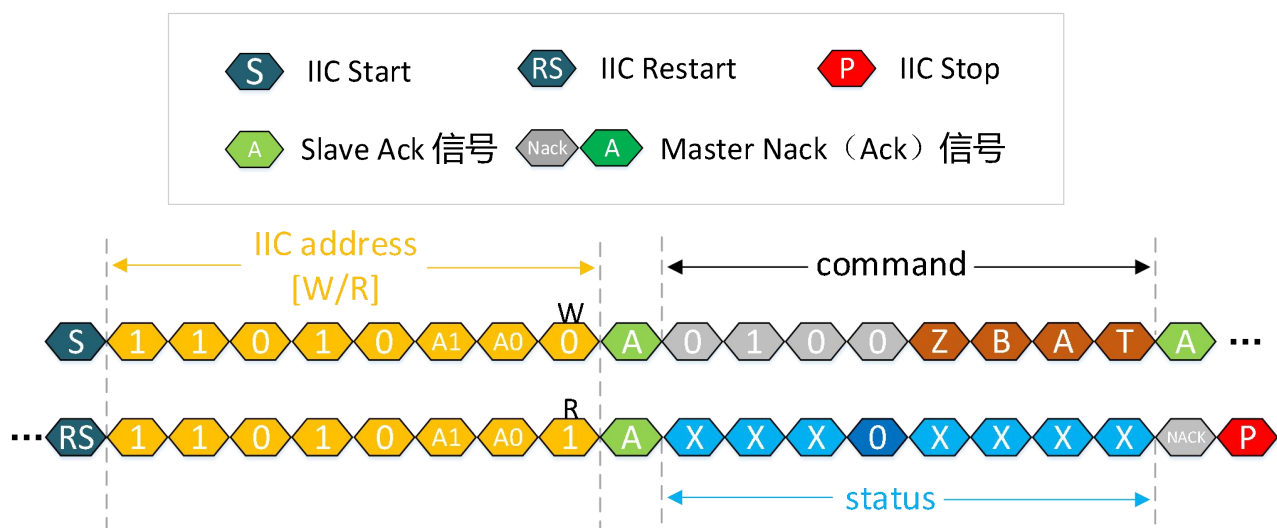 S IIC Start RS IIC Restart P IIC Stop
A Slave Ack 信号 Nack A Master Nack（Ack）信号
IIC address
[W/R]
command
W
S 1 1 0 1 0 A1 A0 0 A 0 1 0 0 Z B A T A ...
R
... RS 1 1 0 1 0 A1 A0 1 A X X X 0 X X X X NACK P
status